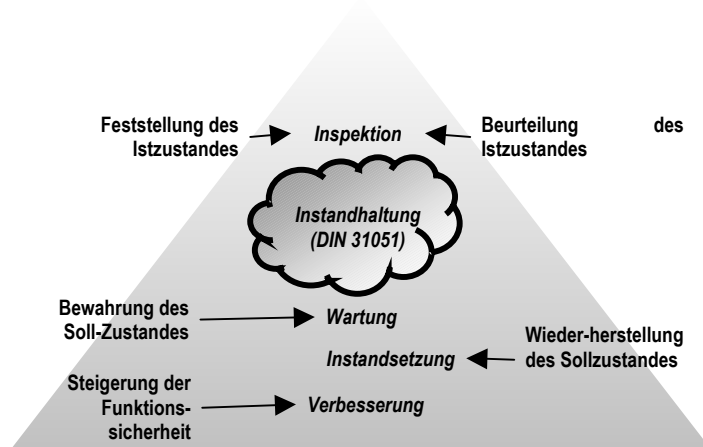 Feststellung des
Istzustandes
Inspektion
Beurteilung des
Istzustandes
Instandhaltung
(DIN 31051)
Bewahrung des
Soll-Zustandes
Wartung
Instandsetzung
Wieder-herstellung
des Sollzustandes
Steigerung der
Funktions-
sicherheit
Verbesserung